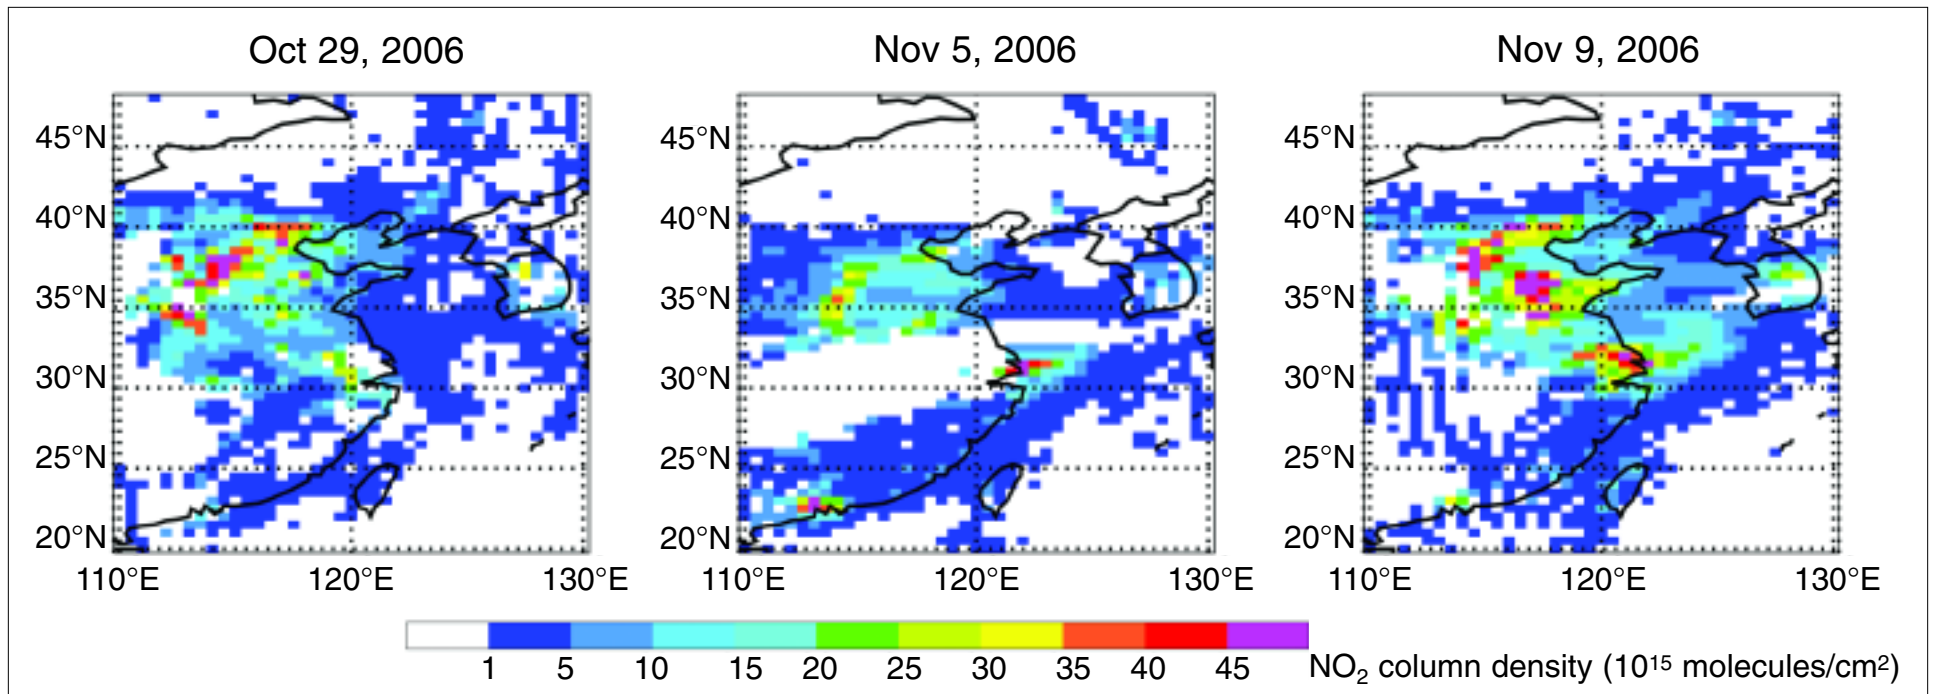 Oct 29, 2006
Nov 5, 2006
Nov 9, 2006
45°N
40°N
35°N
30°N
25°N
20°N
110°E
120°E
130°E
45°N
40°N
35°N
30°N
25°N
20°N
110°E
120°E
130°E
45°N
40°N
35°N
30°N
25°N
20°N
110°E
120°E
130°E
1 5 10 15 20 25 30 35 40 45 NO₂ column density (10¹⁵ molecules/cm²)